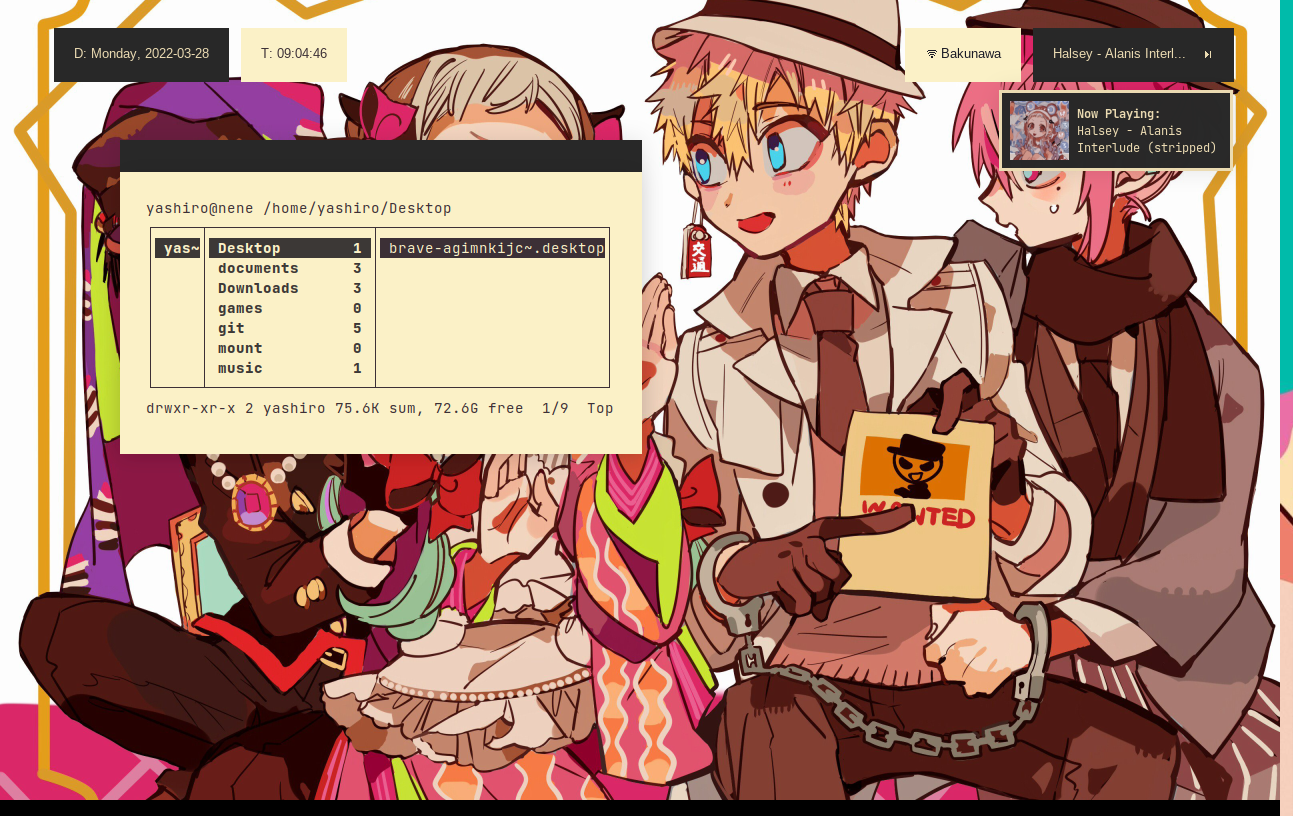 D: Monday, 2022-03-28
T: 09:04:46
Bakunawa
Halsey - Alanis Interl...
Now Playing:
Halsey - Alanis
Interlude (stripped)
yashiro@nene /home/yashiro/Desktop
yas~ Desktop 1 brave-agimnkijc~.desktop
documents 3
Downloads 3
games 0
git 5
mount 0
music 1
drwxr-xr-x 2 yashiro 75.6K sum, 72.6G free 1/9 Top
交通
WANTED